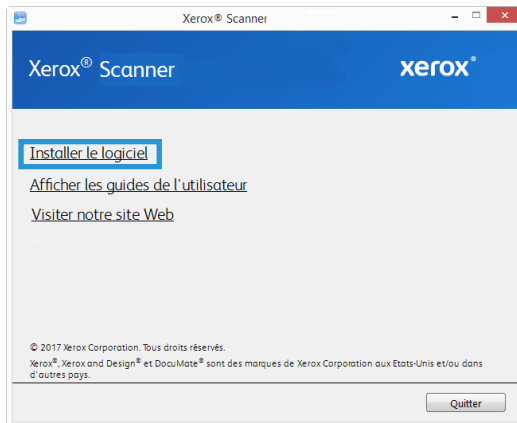 Xerox® Scanner
Xerox® Scanner
xerox®
Installer le logiciel
Afficher les guides de l'utilisateur
Visiter notre site Web
© 2017 Xerox Corporation. Tous droits réservés.
Xerox®, Xerox and Design® et DocuMate® sont des marques de Xerox Corporation aux Etats-Unis et/ou dans
d'autres pays.
Quitter